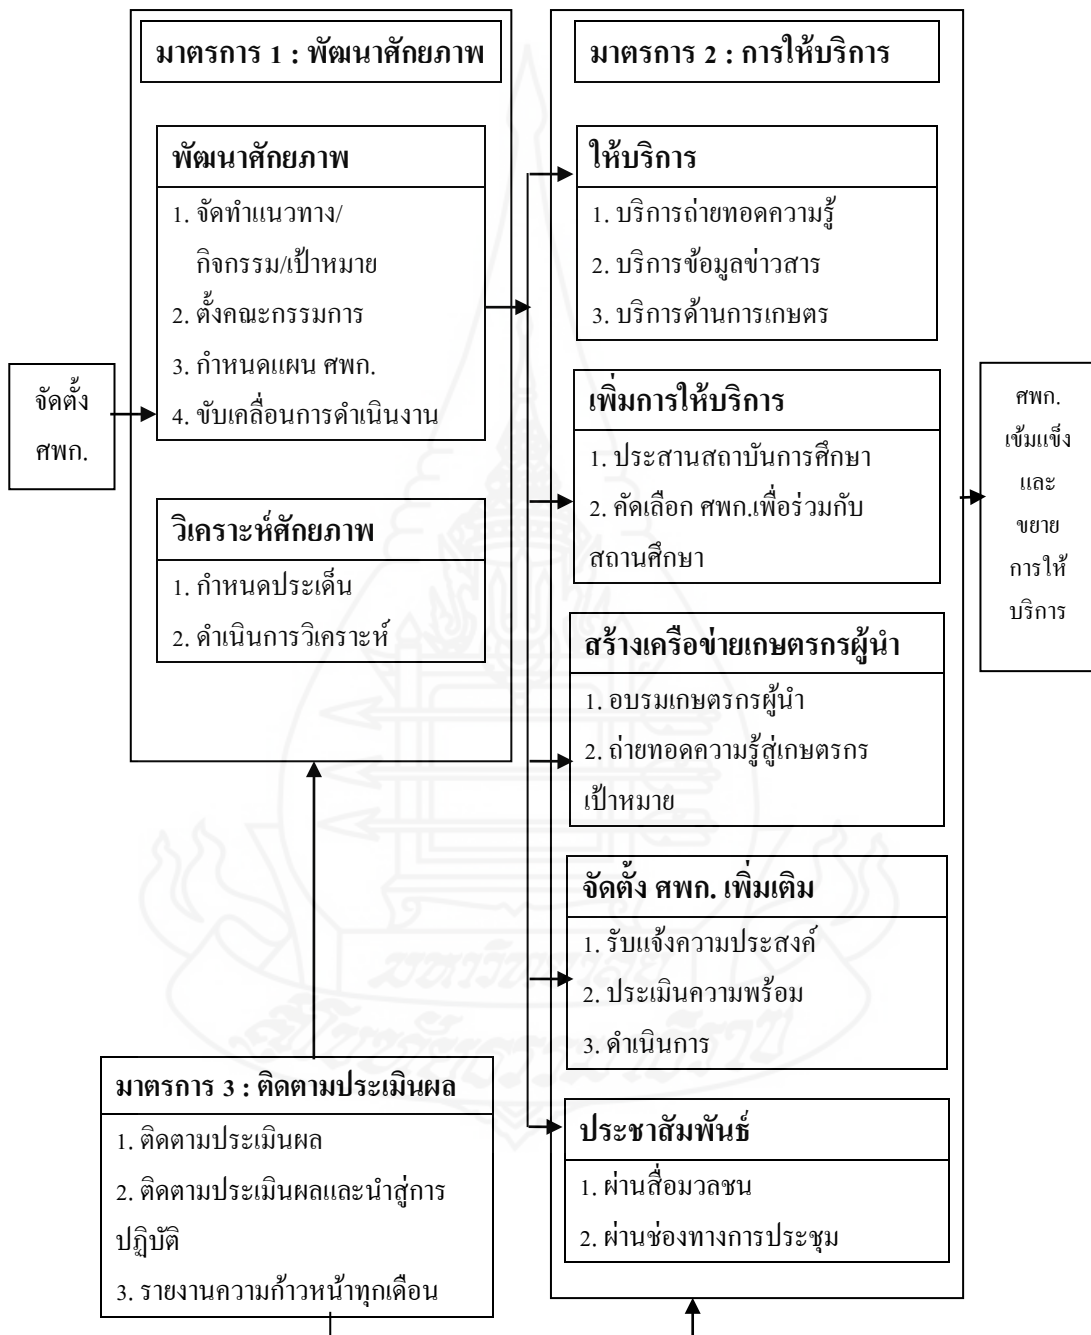 มาตรการ 1 : พัฒนาศักยภาพ
พัฒนาศักยภาพ
1. จัดทำแนวทาง/
กิจกรรม/เป้าหมาย
2. ตั้งคณะกรรมการ
3. กำหนดแผน ศพก.
4. ขับเคลื่อนการดำเนินงาน
จัดตั้ง
ศพก.
วิเคราะห์ศักยภาพ
1. กำหนดประเด็น
2. ดำเนินการวิเคราะห์
มาตรการ 2 : การให้บริการ
ให้บริการ
1. บริการถ่ายทอดความรู้
2. บริการข้อมูลข่าวสาร
3. บริการด้านการเกษตร
เพิ่มการให้บริการ
1. ประสานสถาบันการศึกษา
2. คัดเลือก ศพก.เพื่อร่วมกับ
สถานศึกษา
สร้างเครือข่ายเกษตรกรผู้นำ
1. อบรมเกษตรกรผู้นำ
2. ถ่ายทอดความรู้สู่เกษตรกร
เป้าหมาย
จัดตั้ง ศพก. เพิ่มเติม
1. รับแจ้งความประสงค์
2. ประเมินความพร้อม
3. ดำเนินการ
ประชาสัมพันธ์
1. ผ่านสื่อมวลชน
2. ผ่านช่องทางการประชุม
ศพก.
เข้มแข็ง
และ
ขยาย
การให้
บริการ
มาตรการ 3 : ติดตามประเมินผล
1. ติดตามประเมินผล
2. ติดตามประเมินผลและนำสู่การ
ปฏิบัติ
3. รายงานความก้าวหน้าทุกเดือน
มหาวิทยาลัย
สุโขทัยธรรมาธิราช